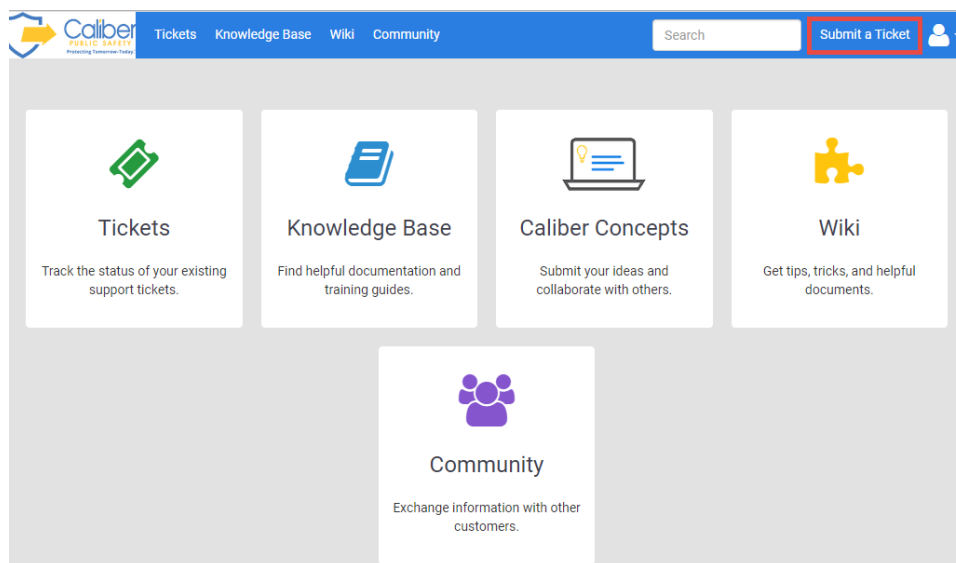 Caliber
PUBLIC SAFETY
Protecting Tomorrow-Today.
Tickets Knowledge Base Wiki Community
Search
Submit a Ticket
Tickets
Track the status of your existing
support tickets.
Knowledge Base
Find helpful documentation and
training guides.
Caliber Concepts
Submit your ideas and
collaborate with others.
Wiki
Get tips, tricks, and helpful
documents.
Community
Exchange information with other
customers.